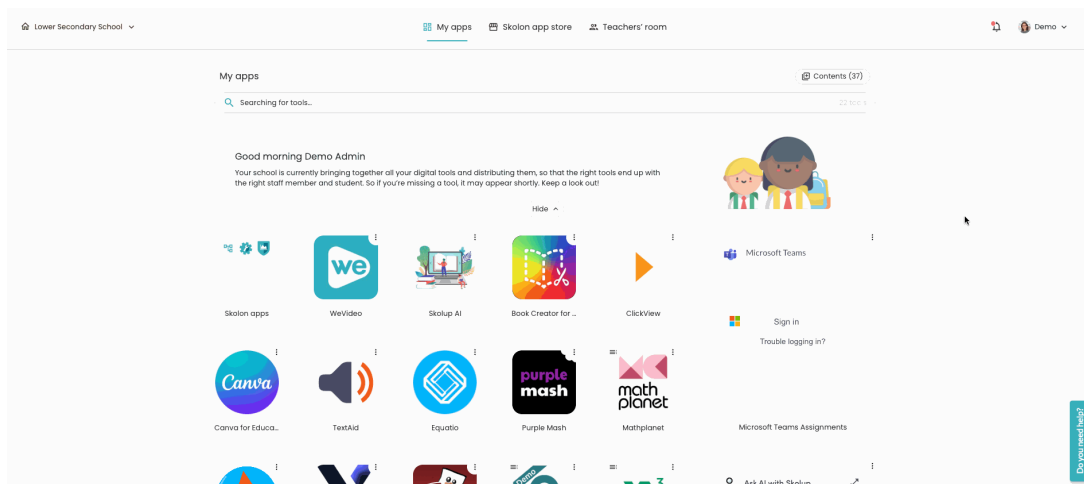 Lower Secondary School
My apps
Skolon app store
Teachers' room
Demo
My apps
Contents (37)
Searching for tools...
Good morning Demo Admin
Your school is currently bringing together all your digital tools and distributing them, so that the right tools end up with
the right staff member and student. So if you're missing a tool, it may appear shortly. Keep a look out!
Hide
we
Microsoft Teams
Skolon apps
WeVideo
Skolup AI
Book Creator for ...
ClickView
Sign in
Trouble logging in?
Canva
purple
mash
math
planet
Canva for Educa...
TextAid
Equatio
Purple Mash
Mathplanet
Microsoft Teams Assignments
Do you need help?
Demo
Ask AI with Skolup